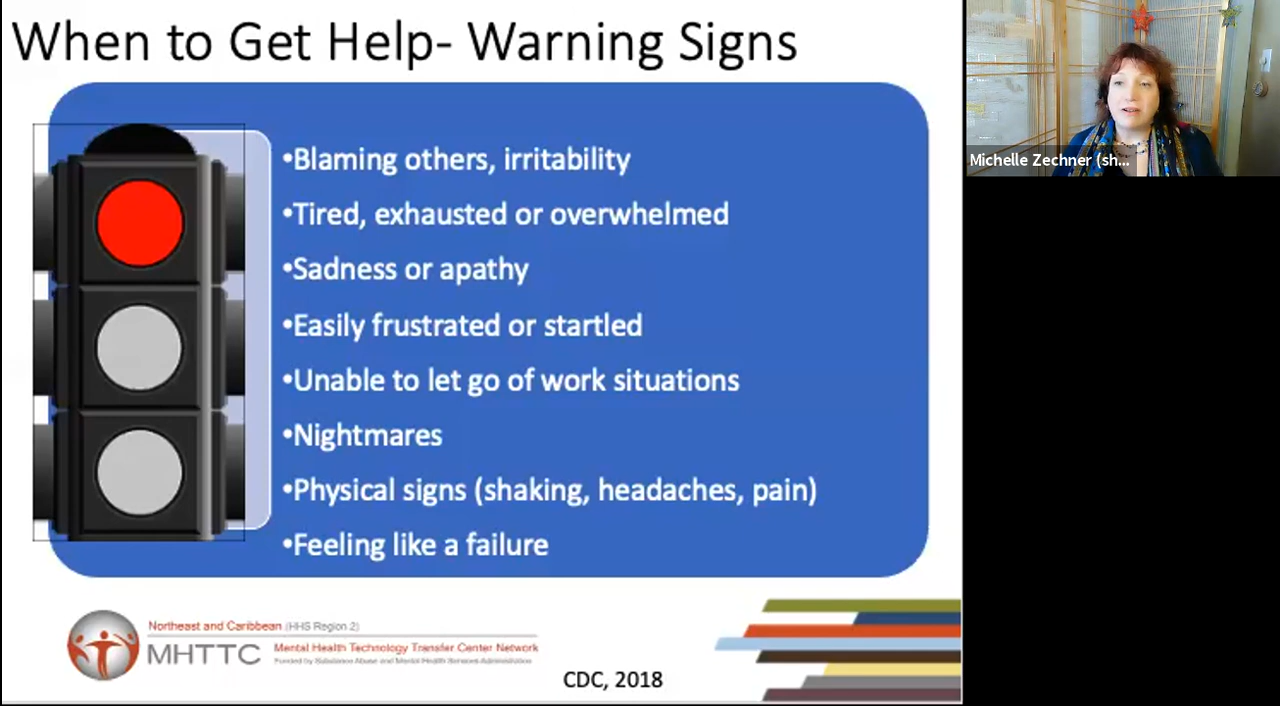 When to Get Help- Warning Signs
•Blaming others, irritability
•Tired, exhausted or overwhelmed
•Sadness or apathy
•Easily frustrated or startled
•Unable to let go of work situations
•Nightmares
•Physical signs (shaking, headaches, pain)
•Feeling like a failure
Northeast and Caribbean (HHS Region 2)
MHTTC
Mental Health Technology Transfer Center Network
Funded by Substance Abuse and Mental Health Services Administration
CDC, 2018
Michelle Zechner (sh...